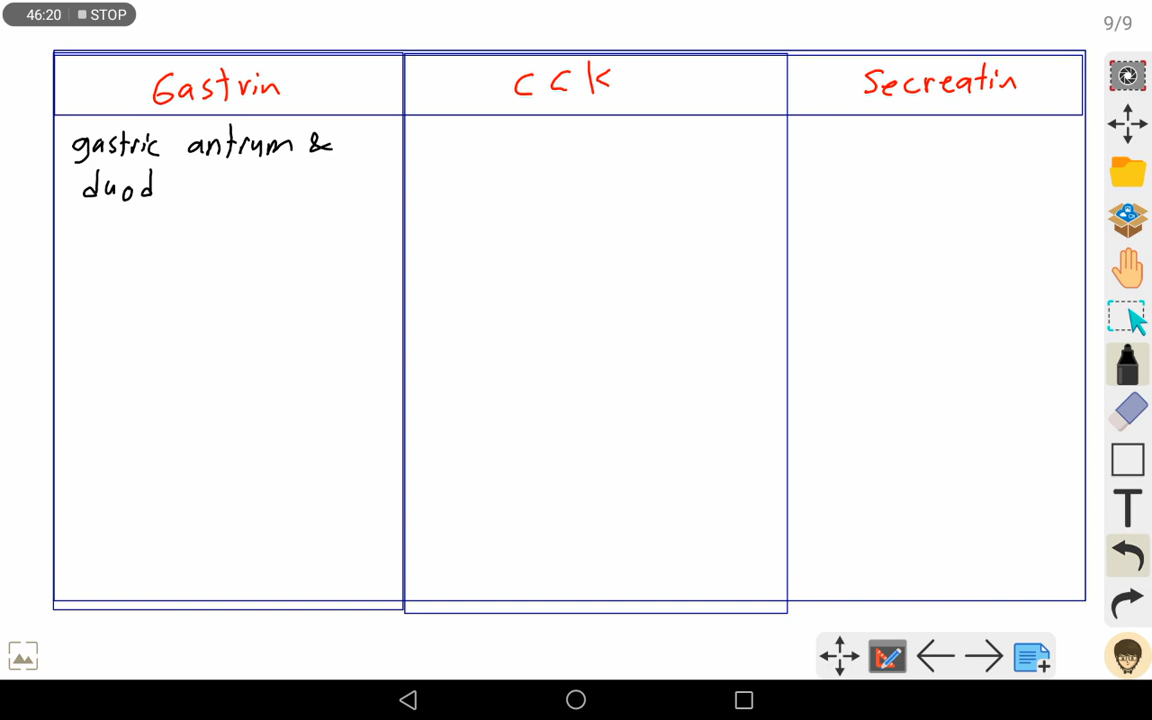 46:20 STOP
9/9
Gastrin
CCK
Secreatin
gastric antrum &
duod
T